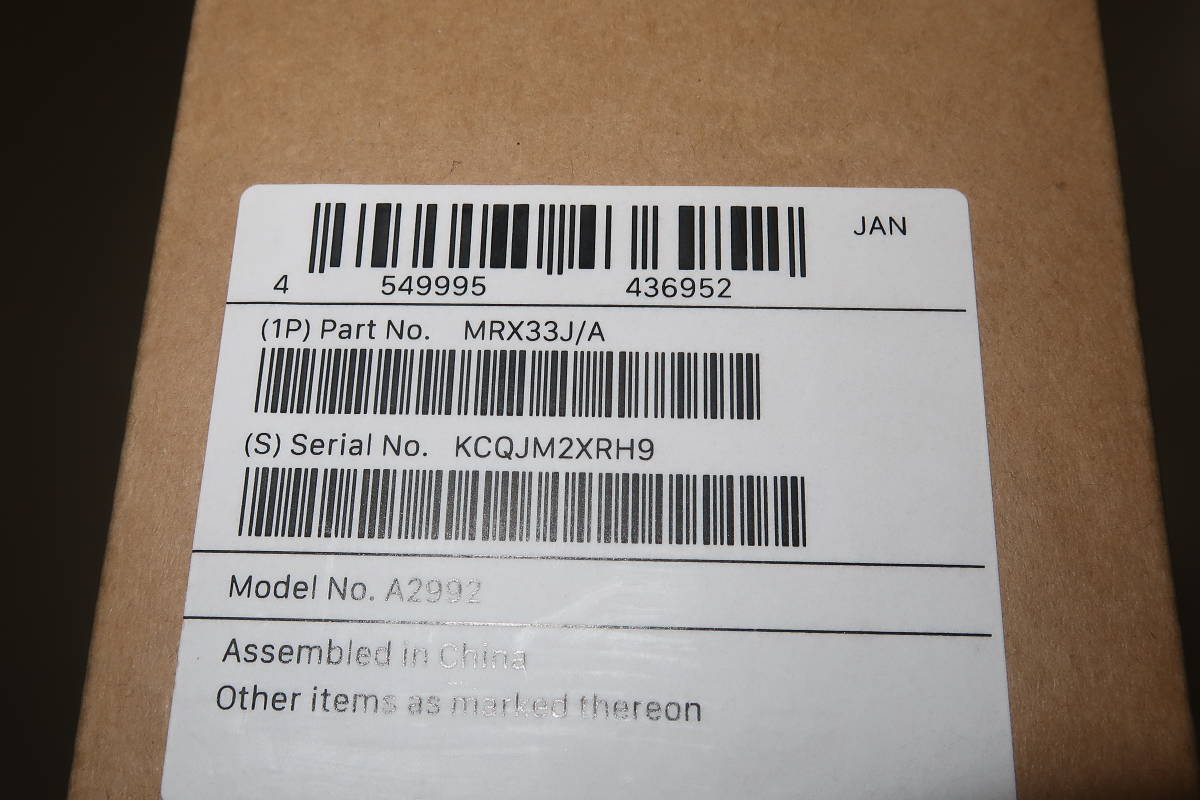 JAN
4 549995 436952
(1P) Part No. MRX33J/A
(S) Serial No. KCQJM2XRH9
Model No. A2992
Assembled in China
Other items as marked thereon